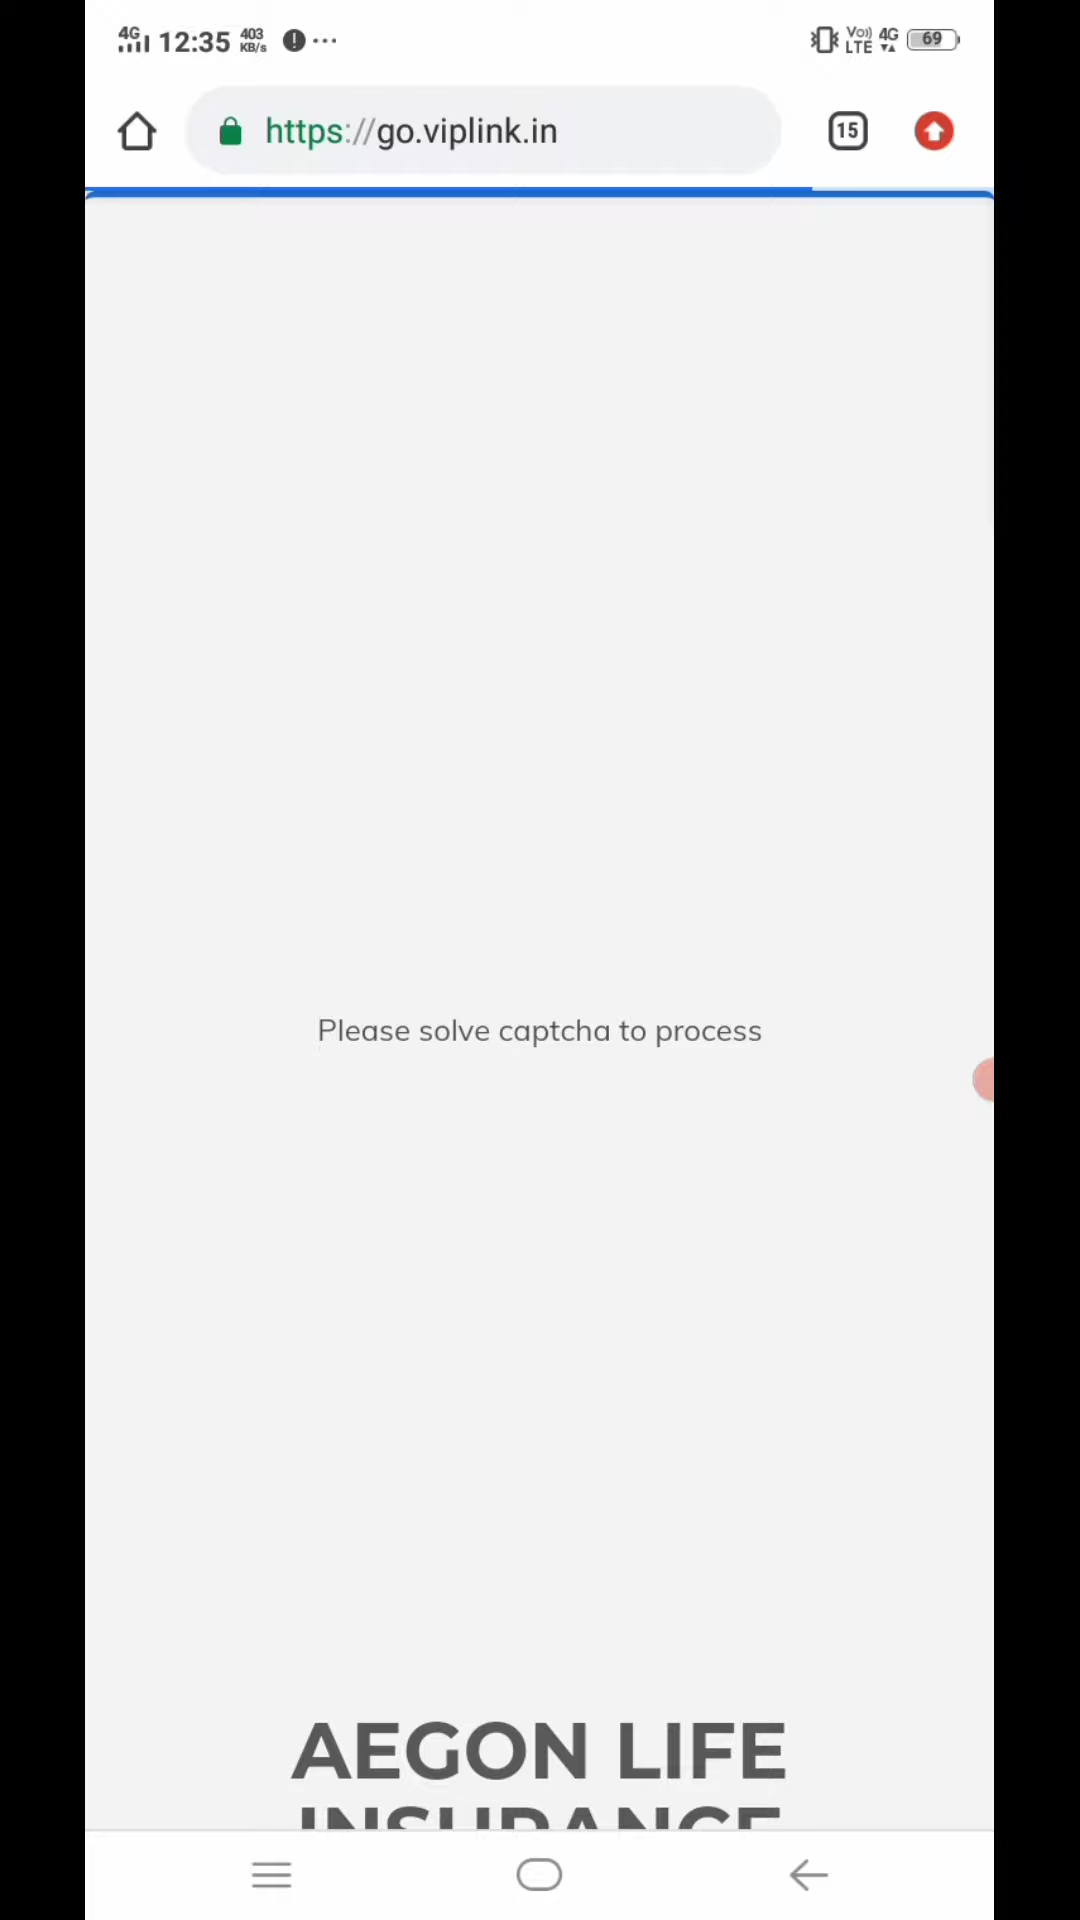 4G 12:35 403 KB/s ... Vo)) LTE 4G 69
https://go.viplink.in 15
Please solve captcha to process
AEGON LIFE
INSURANCE